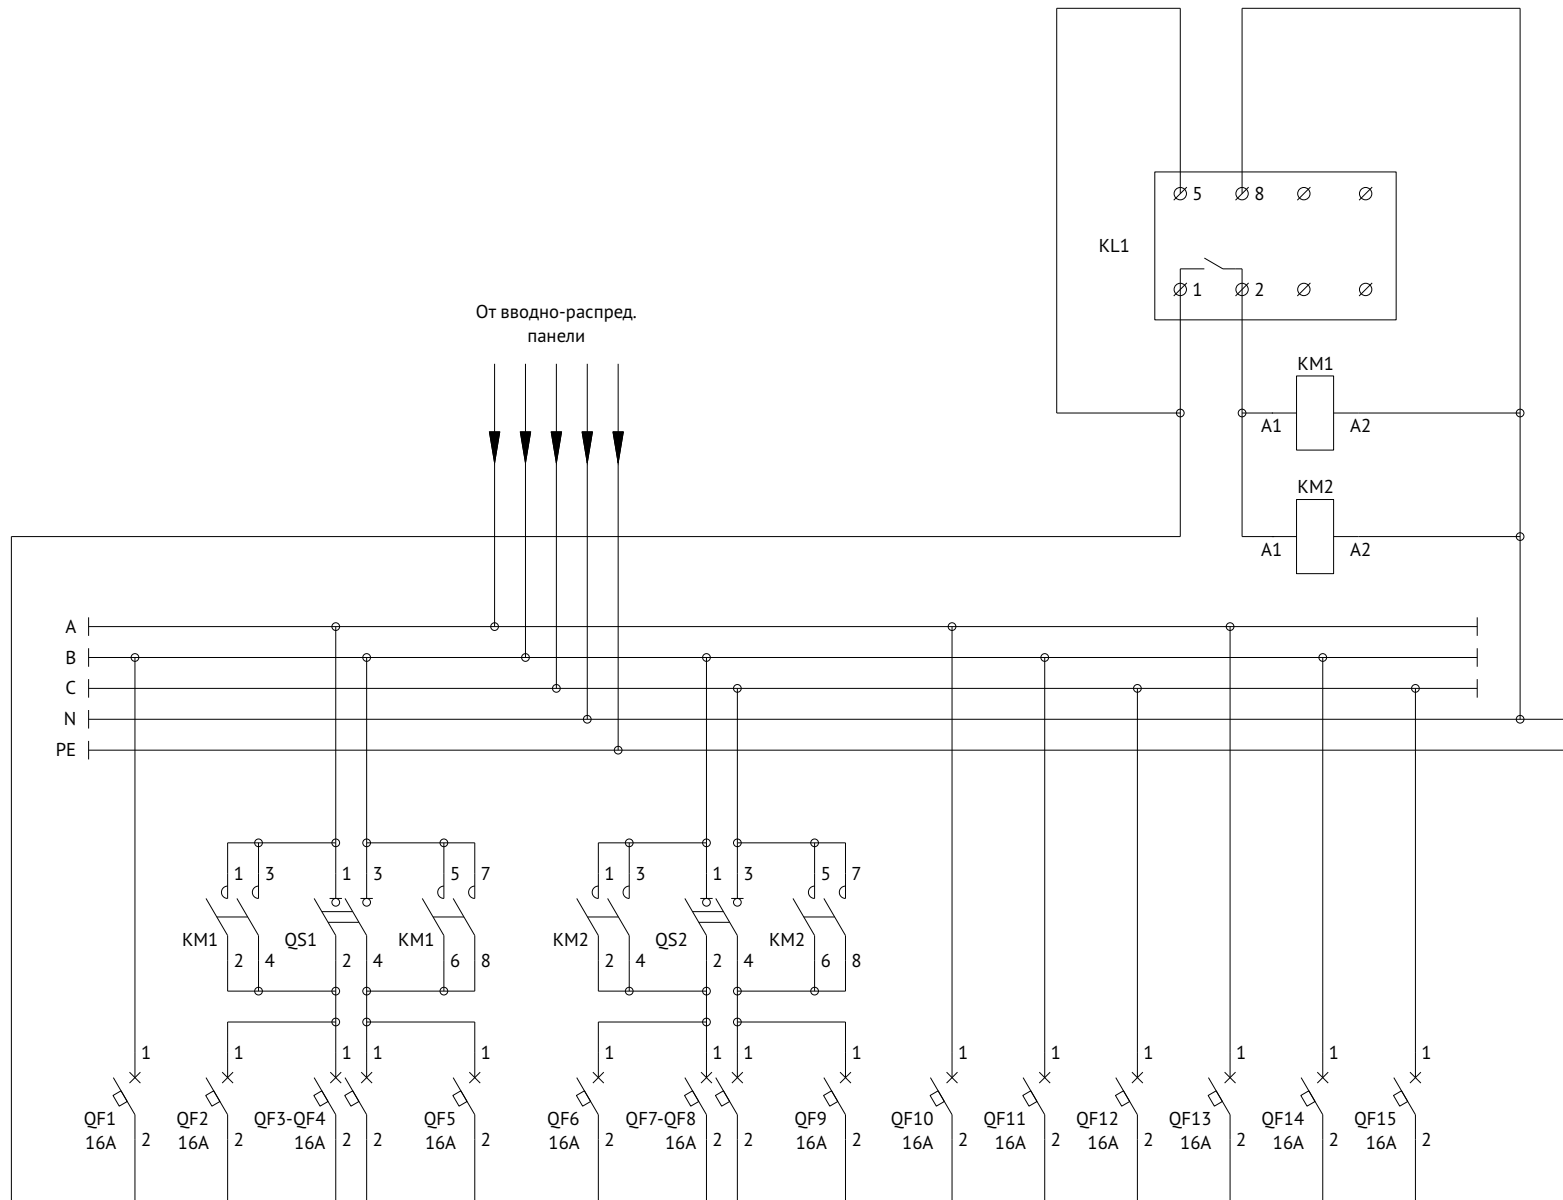 5 8
KL1
1 2
От вводно-распред.
панели
KM1
A1 A2
KM2
A1 A2
A
B
C
N
PE
1 3 1 3 5 7 1 3 1 3 5 7
KM1 QS1 KM1 KM2 QS2 KM2
2 4 2 4 6 8 2 4 2 4 6 8
1 1 1 1 1 1 1 1 1 1 1 1 1 1 1
QF1 QF2 QF3-QF4 QF5 QF6 QF7-QF8 QF9 QF10 QF11 QF12 QF13 QF14 QF15
16A 2 16A 2 16A 2 2 16A 2 16A 2 16A 2 2 16A 2 16A 2 16A 2 16A 2 16A 2 16A 2 16A 2